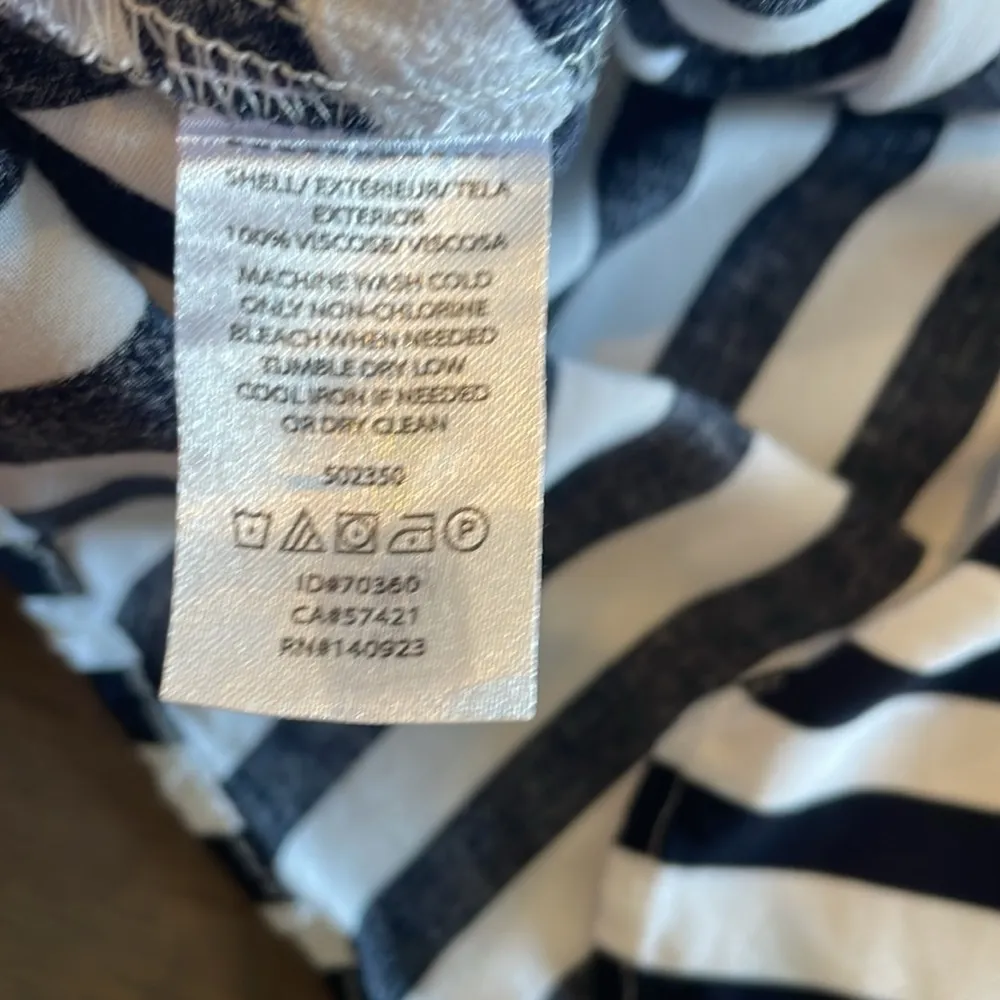 SHELL/ EXTÉRIEUR/TELA
EXTERIOR
100% VISCOSE/VISCOSA
MACHINE WASH COLD
ONLY NON-CHLORINE
BLEACH WHEN NEEDED
TUMBLE DRY LOW
COOL IRON IF NEEDED
OR DRY CLEAN
502350
P
ID#70360
CA#57421
RN#140923